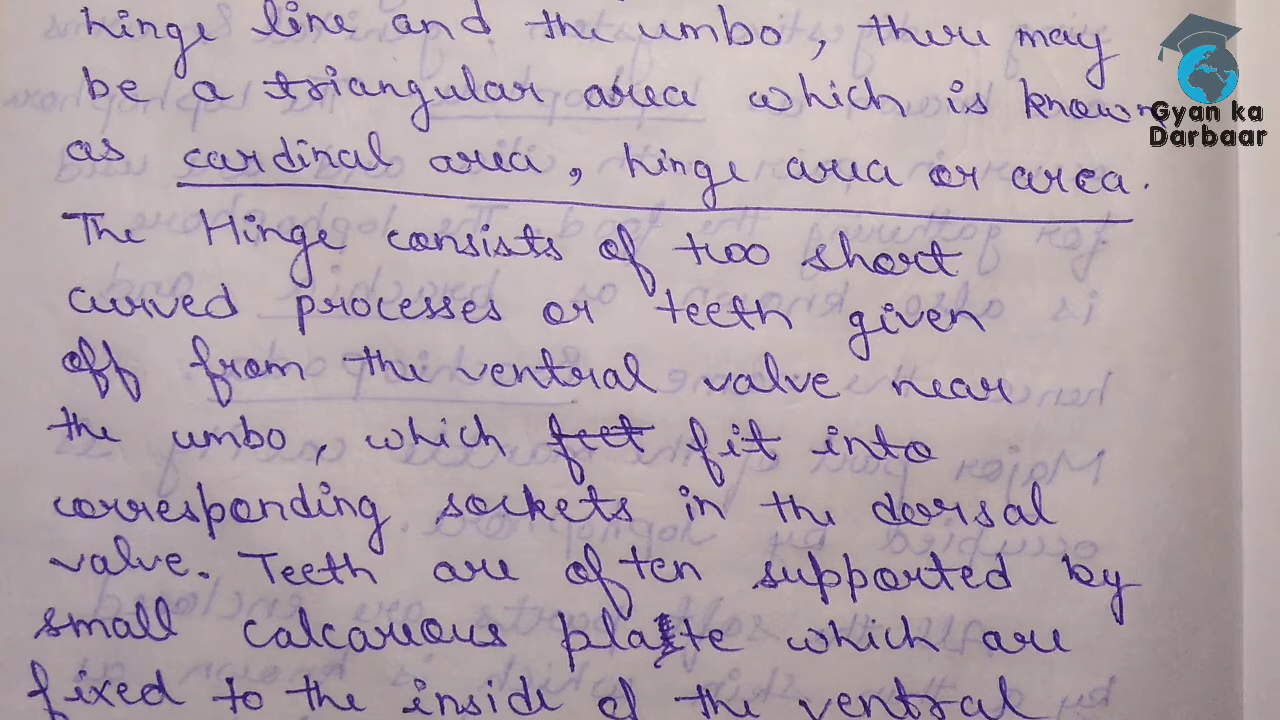 hinge line and the umbo, there may
be a triangular area which is known
as cardinal area, hinge area or area.
The Hinge consists of two short
curved processes or teeth given
off from the ventral valve near
the umbo, which feet fit into
corresponding sockets in the dorsal
valve. Teeth are often supported by
small calcareous plate which are
fixed to the inside of the ventral
Gyan ka
Darbaar